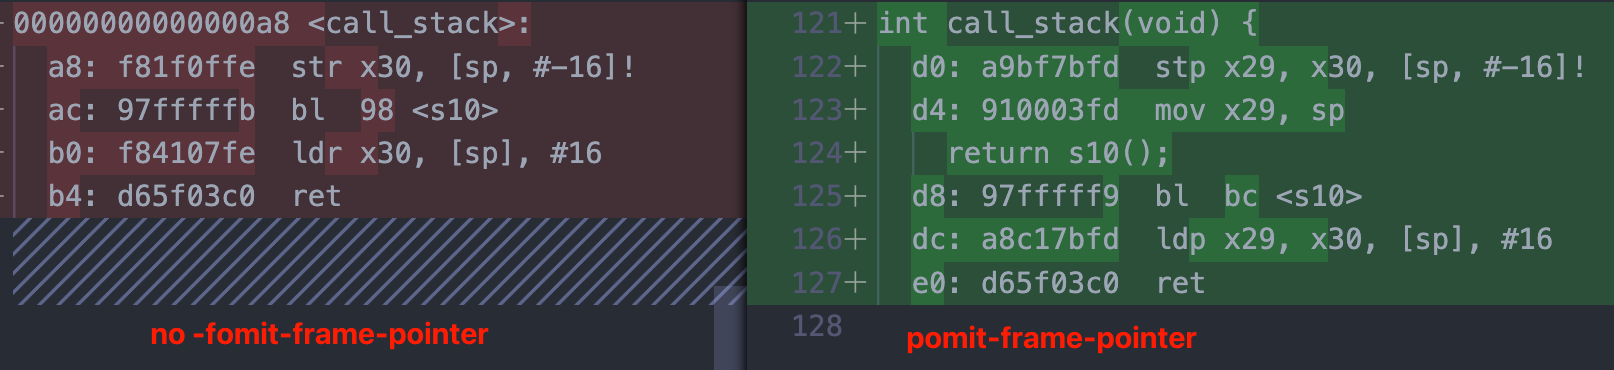 00000000000000a8 <call_stack>:
a8: f81f0ffe  str x30, [sp, #-16]!
ac: 97fffffb  bl  98 <s10>
b0: f84107fe  ldr x30, [sp], #16
b4: d65f03c0  ret
no -fomit-frame-pointer
121+ int call_stack(void) {
122+ d0: a9bf7bfd  stp x29, x30, [sp, #-16]!
123+ d4: 910003fd  mov x29, sp
124+ return s10();
125+ d8: 97fffff9  bl  bc <s10>
126+ dc: a8c17bfd  ldp x29, x30, [sp], #16
127+ e0: d65f03c0  ret
128
pomit-frame-pointer